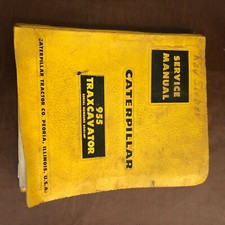 SERVICE
MANUAL
CATERPILLAR
955
TRAXCAVATOR
CATERPILLAR TRACTOR CO. PEORIA, ILLINOIS, U.S.A.